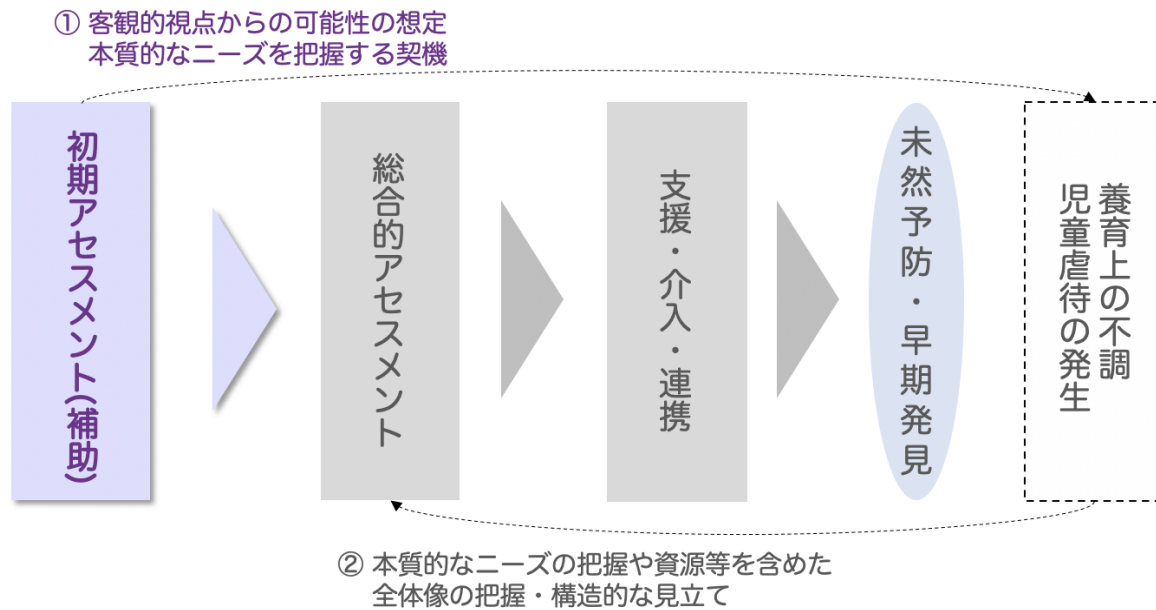 ① 客観的視点からの可能性の想定
本質的なニーズを把握する契機
初期アセスメント(補助)
総合的アセスメント
支援・介入・連携
未然予防・早期発見
養育上の不調
児童虐待の発生
② 本質的なニーズの把握や資源等を含めた
全体像の把握・構造的な見立て